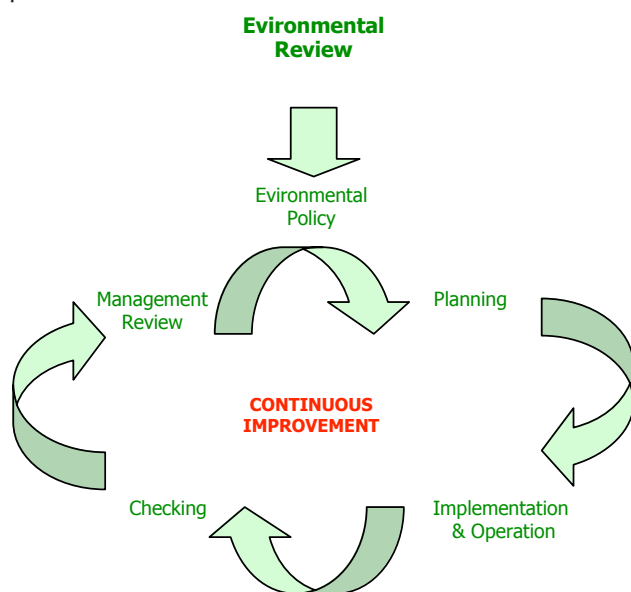 Evironmental
Review
Evironmental
Policy
Management
Review
Planning
CONTINUOUS
IMPROVEMENT
Checking
Implementation
& Operation